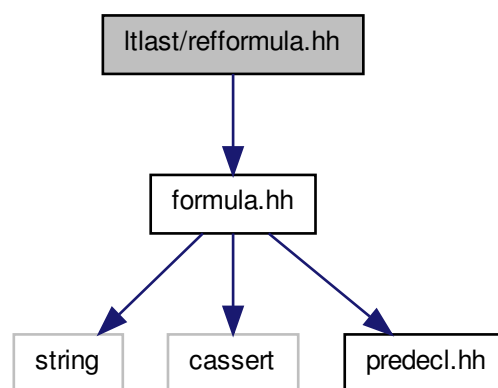 ltlast/refformula.hh
formula.hh
string
cassert
predecl.hh